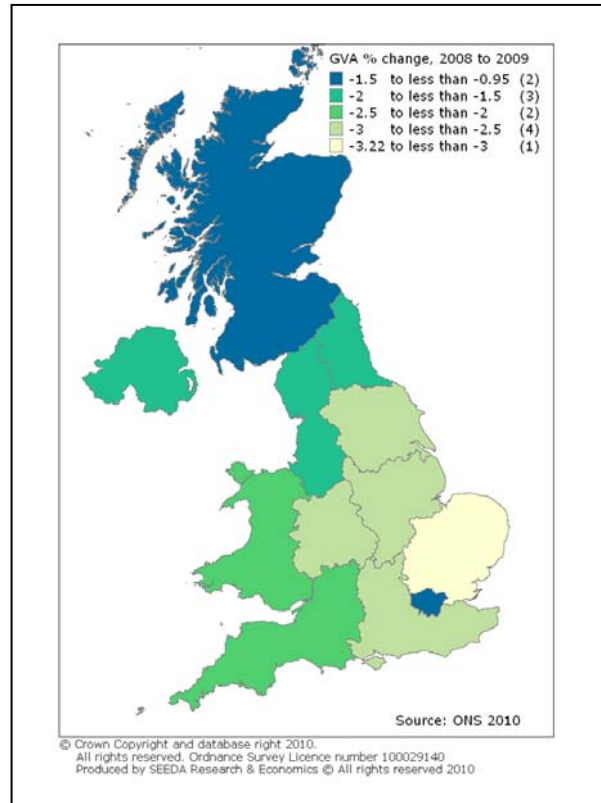 GVA % change, 2008 to 2009
-1.5 to less than -0.95 (2)
-2 to less than -1.5 (3)
-2.5 to less than -2 (2)
-3 to less than -2.5 (4)
-3.22 to less than -3 (1)
Source: ONS 2010
© Crown Copyright and database right 2010.
All rights reserved. Ordnance Survey Licence number 100029140
Produced by SEEDA Research & Economics © All rights reserved 2010